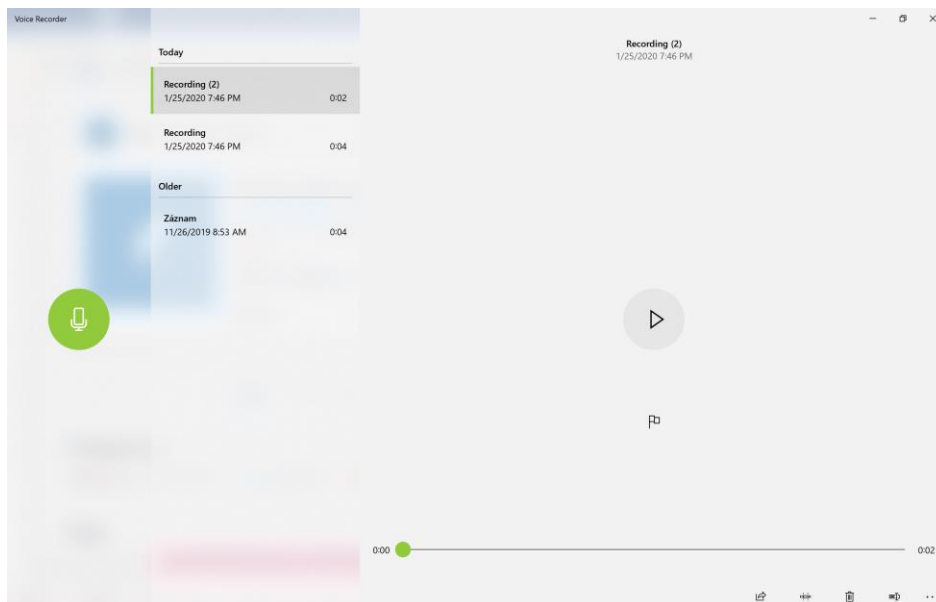 Voice Recorder
Today
Recording (2)
1/25/2020 7:46 PM 0:02
Recording
1/25/2020 7:46 PM 0:04
Older
Záznam
11/26/2019 8:53 AM 0:04
Recording (2)
1/25/2020 7:46 PM
0:00 0:02